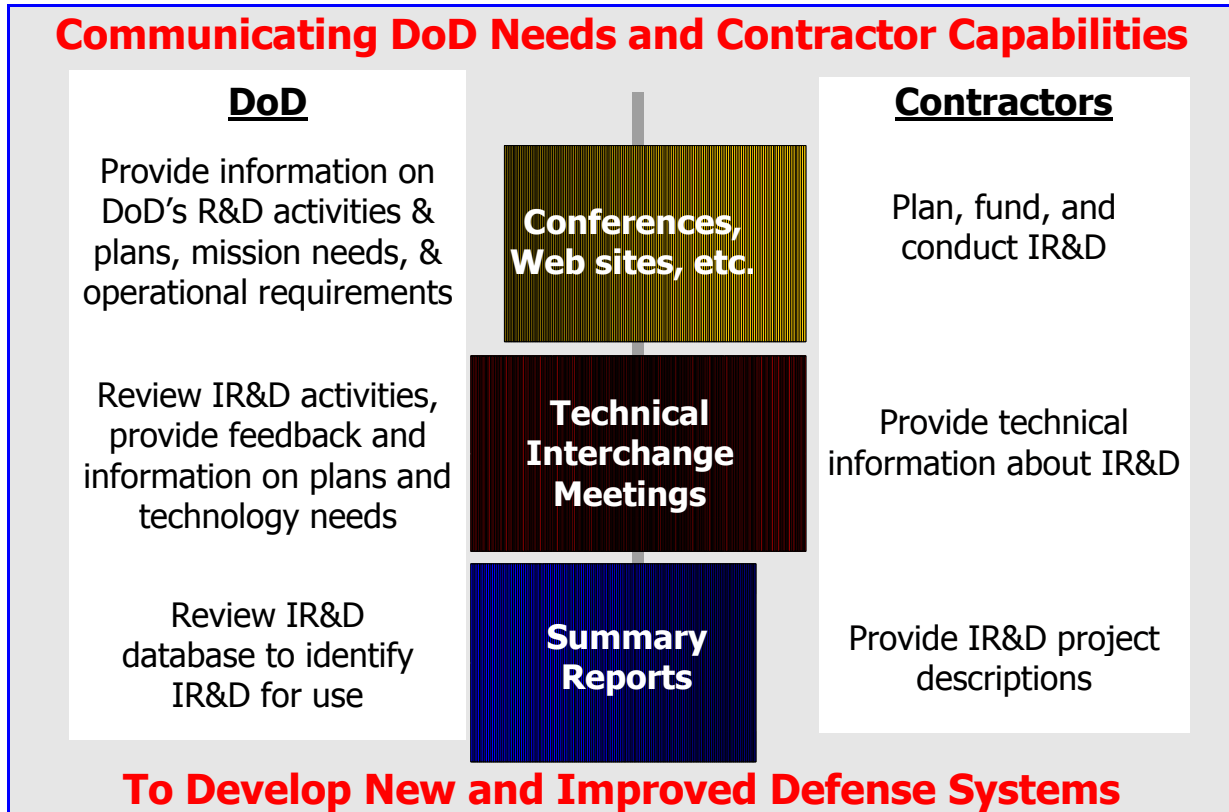 Communicating DoD Needs and Contractor Capabilities
DoD
Provide information on
DoD’s R&D activities &
plans, mission needs, &
operational requirements
Conferences,
Web sites, etc.
Contractors
Plan, fund, and
conduct IR&D
Review IR&D activities,
provide feedback and
information on plans and
technology needs
Technical
Interchange
Meetings
Provide technical
information about IR&D
Review IR&D
database to identify
IR&D for use
Summary
Reports
Provide IR&D project
descriptions
To Develop New and Improved Defense Systems